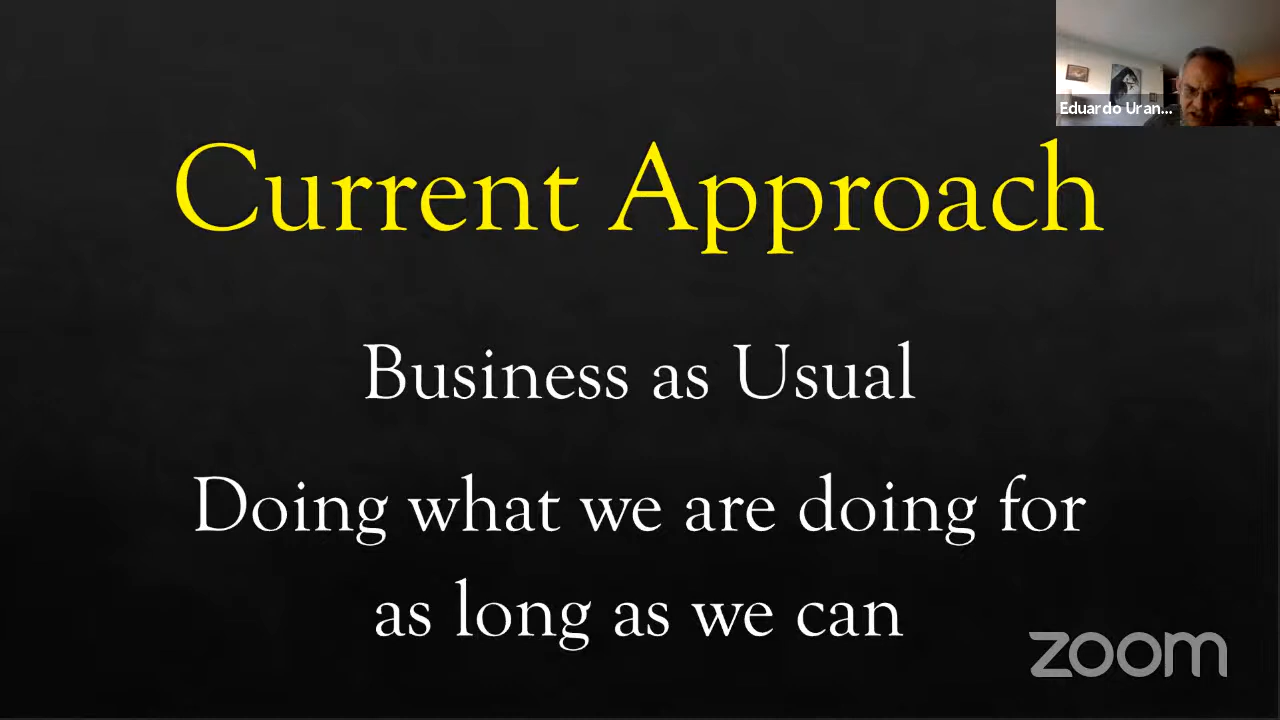 Eduardo Uran...
Current Approach
Business as Usual
Doing what we are doing for
as long as we can
zoom